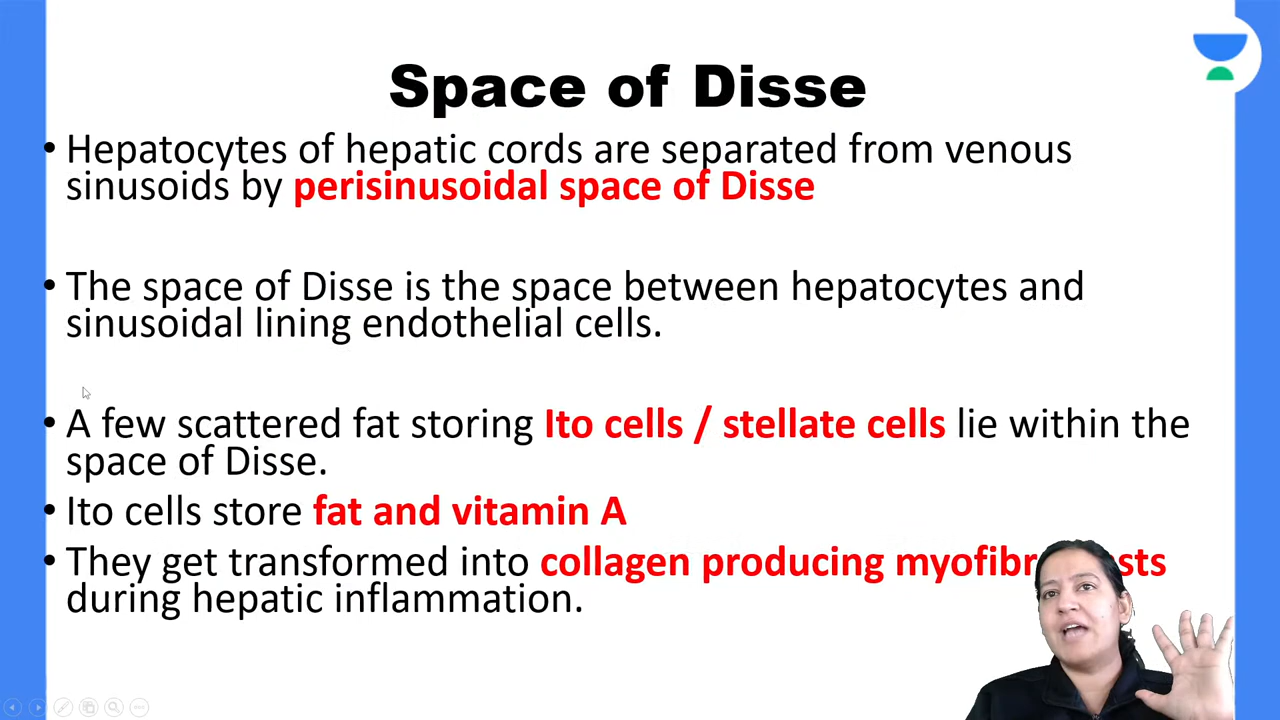 Space of Disse
• Hepatocytes of hepatic cords are separated from venous
sinusoids by perisinusoidal space of Disse
• The space of Disse is the space between hepatocytes and
sinusoidal lining endothelial cells.
• A few scattered fat storing Ito cells / stellate cells lie within the
space of Disse.
• Ito cells store fat and vitamin A
• They get transformed into collagen producing
during hepatic inflammation.